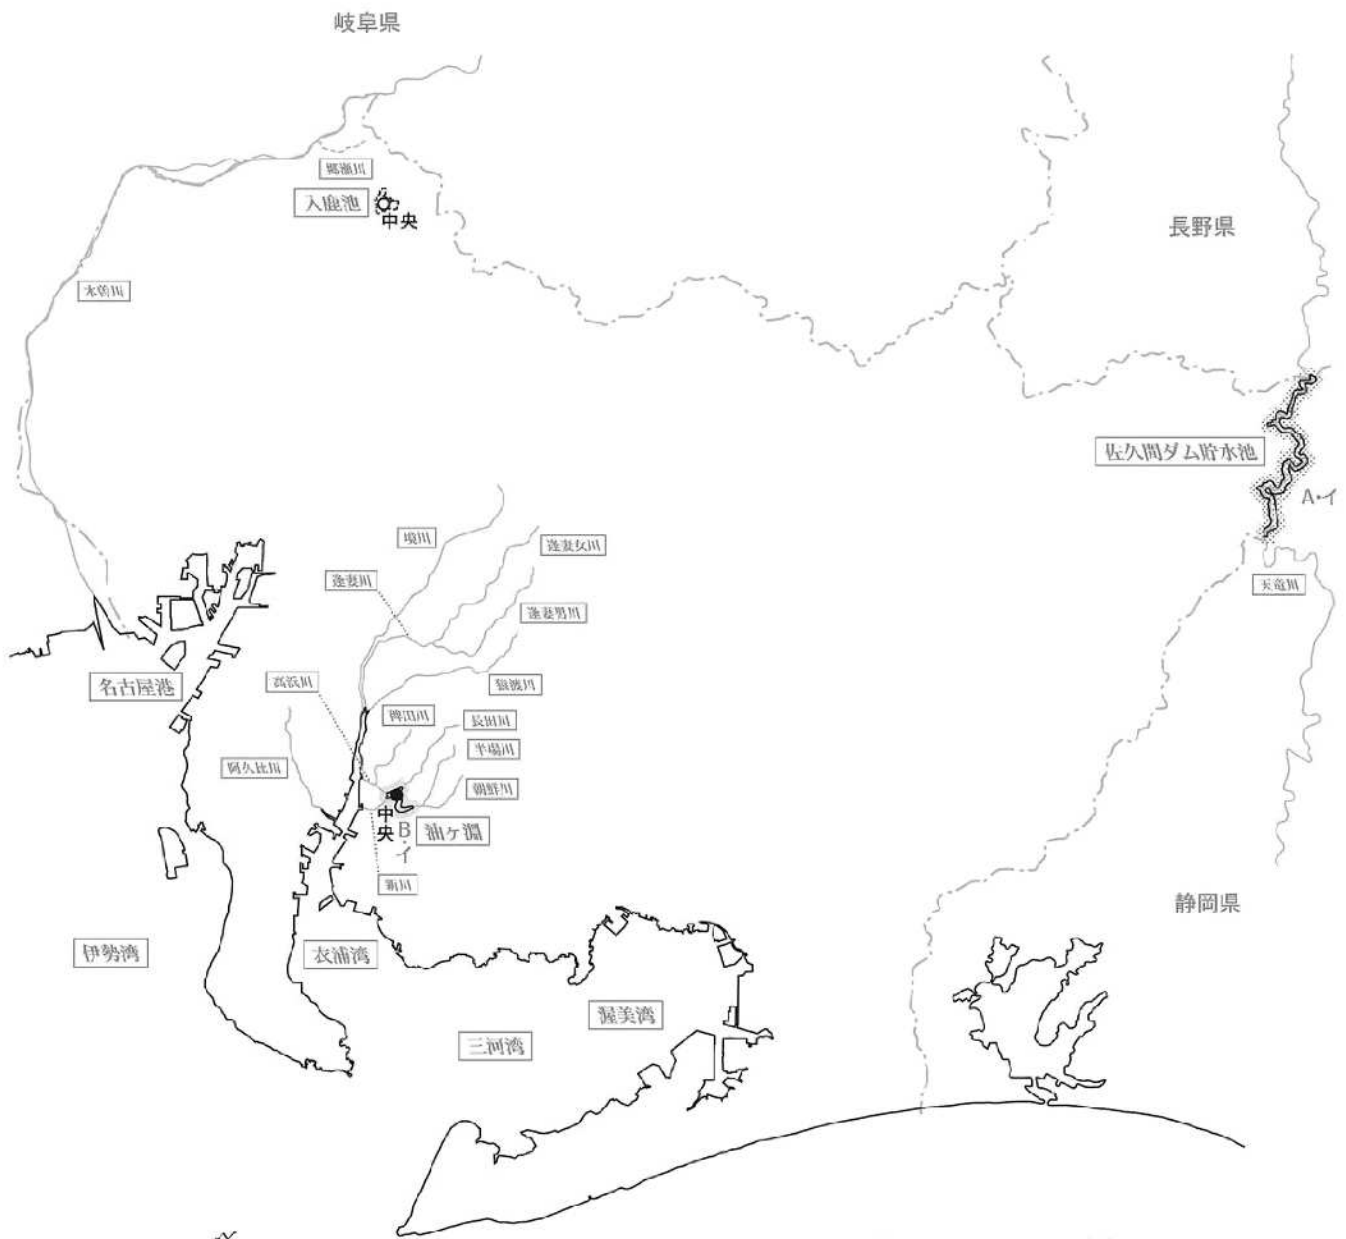 岐阜県
郷瀬川
入鹿池
中央
長野県
木曽川
佐久間ダム貯水池
A・イ
境川
逢妻女川
逢妻川
天竜川
逢妻男川
名古屋港
高浜川
猿渡川
稗田川
長田川
半場川
阿久比川
朝鮮川
中央
B・イ
油ヶ淵
新川
静岡県
伊勢湾
衣浦湾
渥美湾
三河湾